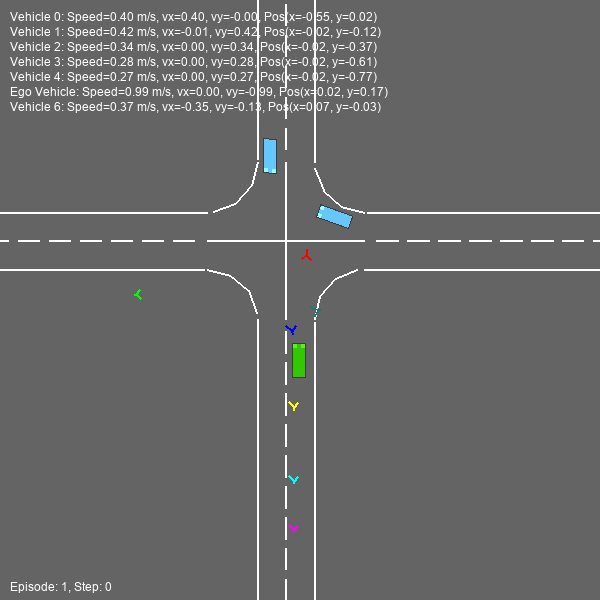 Vehicle 0: Speed=0.40 m/s, vx=0.40, vy=-0.00, Pos(x=-0.55, y=0.02)
Vehicle 1: Speed=0.42 m/s, vx=-0.01, vy=0.42, Pos(x=-0.02, y=-0.12)
Vehicle 2: Speed=0.34 m/s, vx=0.00, vy=0.34, Pos(x=-0.02, y=-0.37)
Vehicle 3: Speed=0.28 m/s, vx=0.00, vy=0.28, Pos(x=-0.02, y=-0.61)
Vehicle 4: Speed=0.27 m/s, vx=0.00, vy=0.27, Pos(x=-0.02, y=-0.77)
Ego Vehicle: Speed=0.99 m/s, vx=0.00, vy=-0.99, Pos(x=0.02, y=0.17)
Vehicle 6: Speed=0.37 m/s, vx=-0.35, vy=-0.13, Pos(x=0.07, y=-0.03)
Episode: 1, Step: 0